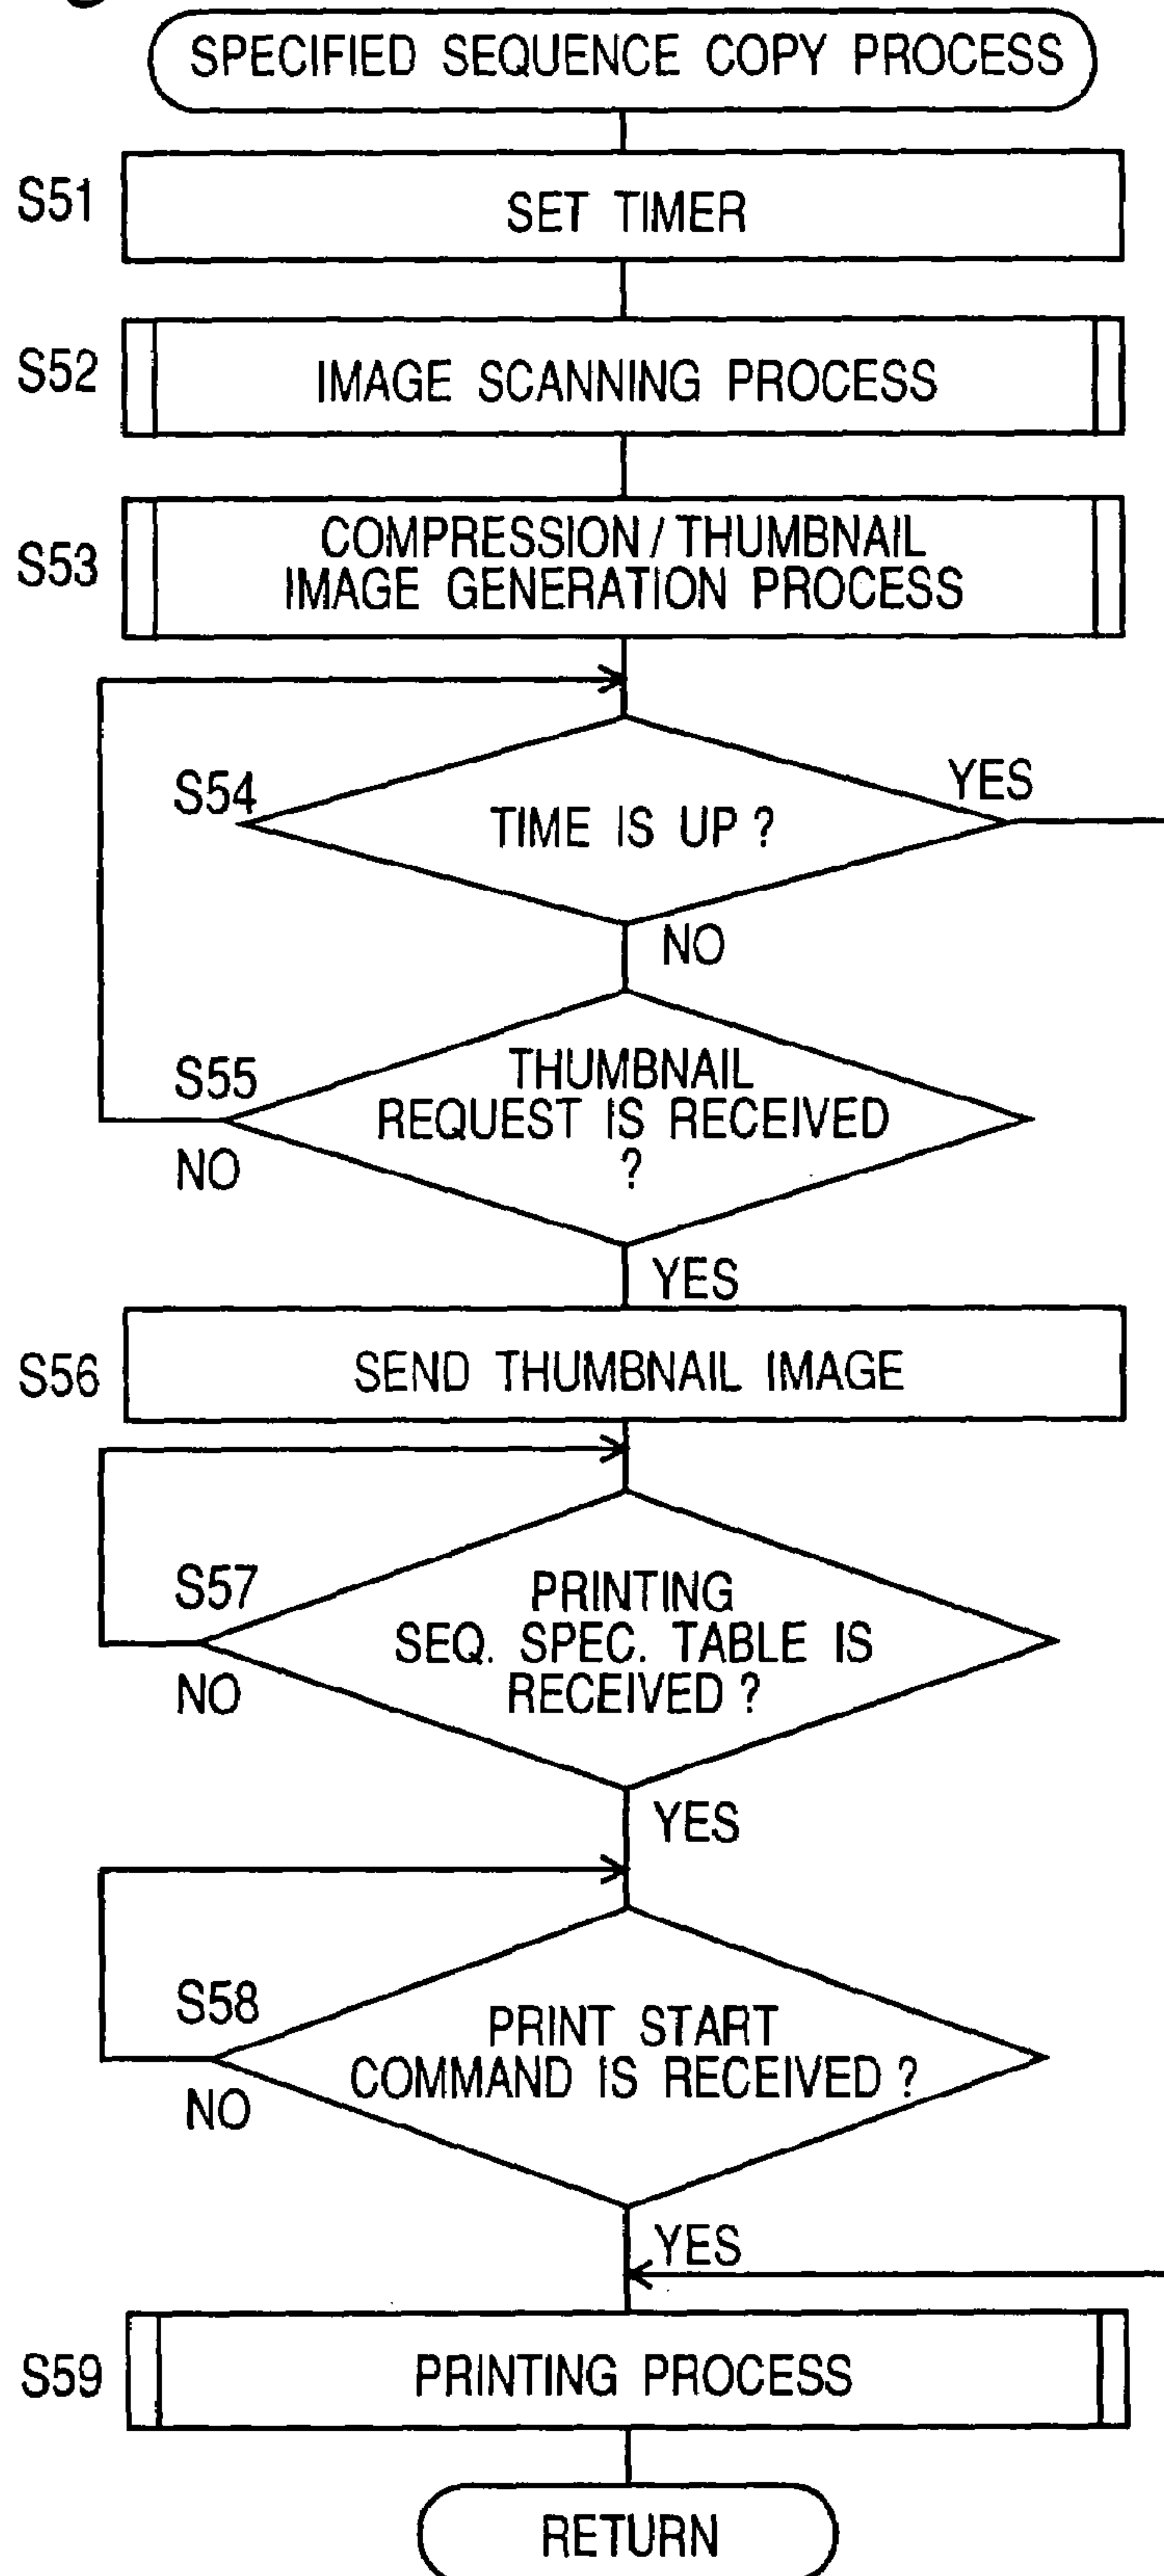 SPECIFIED SEQUENCE COPY PROCESS
S51
SET TIMER
S52
IMAGE SCANNING PROCESS
S53
COMPRESSION / THUMBNAIL
IMAGE GENERATION PROCESS
S54
TIME IS UP ?
YES
NO
S55
THUMBNAIL
REQUEST IS RECEIVED
?
NO
YES
S56
SEND THUMBNAIL IMAGE
S57
PRINTING
SEQ. SPEC. TABLE IS
RECEIVED ?
NO
YES
S58
PRINT START
COMMAND IS RECEIVED ?
NO
YES
S59
PRINTING PROCESS
RETURN